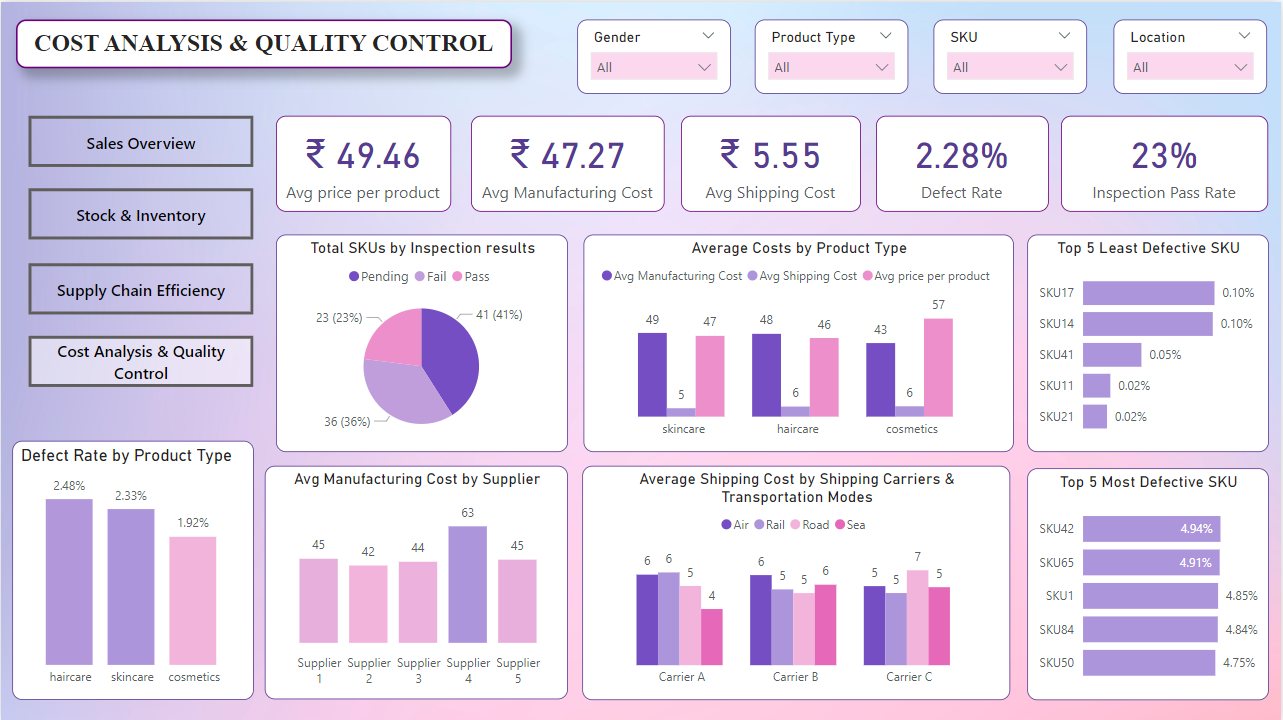 COST ANALYSIS & QUALITY CONTROL
Gender
All
Product Type
All
SKU
All
Location
All
Sales Overview
Stock & Inventory
Supply Chain Efficiency
Cost Analysis & Quality
Control
₹ 49.46
Avg price per product
₹ 47.27
Avg Manufacturing Cost
₹ 5.55
Avg Shipping Cost
2.28%
Defect Rate
23%
Inspection Pass Rate
Total SKUs by Inspection results
Pending Fail Pass
23 (23%)
41 (41%)
36 (36%)
Average Costs by Product Type
Avg Manufacturing Cost Avg Shipping Cost Avg price per product
49 5 47
48 6 46
43 6 57
skincare haircare cosmetics
Top 5 Least Defective SKU
SKU17 0.10%
SKU14 0.10%
SKU41 0.05%
SKU11 0.02%
SKU21 0.02%
Defect Rate by Product Type
2.48% 2.33% 1.92%
haircare skincare cosmetics
Avg Manufacturing Cost by Supplier
45 42 44 63 45
Supplier Supplier Supplier Supplier Supplier
1 2 3 4 5
Average Shipping Cost by Shipping Carriers &
Transportation Modes
Air Rail Road Sea
6 6 5 4
6 5 5 6
5 5 7 5
Carrier A Carrier B Carrier C
Top 5 Most Defective SKU
SKU42 4.94%
SKU65 4.91%
SKU1 4.85%
SKU84 4.84%
SKU50 4.75%